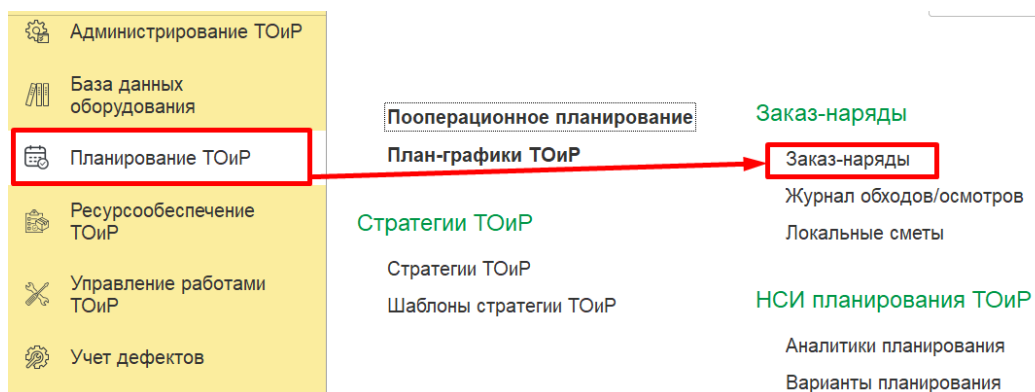 Администрирование ТОиР
База данных
оборудования
Планирование ТОиР
Ресурсообеспечение
ТОиР
Управление работами
ТОиР
Учет дефектов
Пооперационное планирование
План-графики ТОиР
Стратегии ТОиР
Стратегии ТОиР
Шаблоны стратегии ТОиР
Заказ-наряды
Заказ-наряды
Журнал обходов/осмотров
Локальные сметы
НСИ планирования ТОиР
Аналитики планирования
Варианты планирования